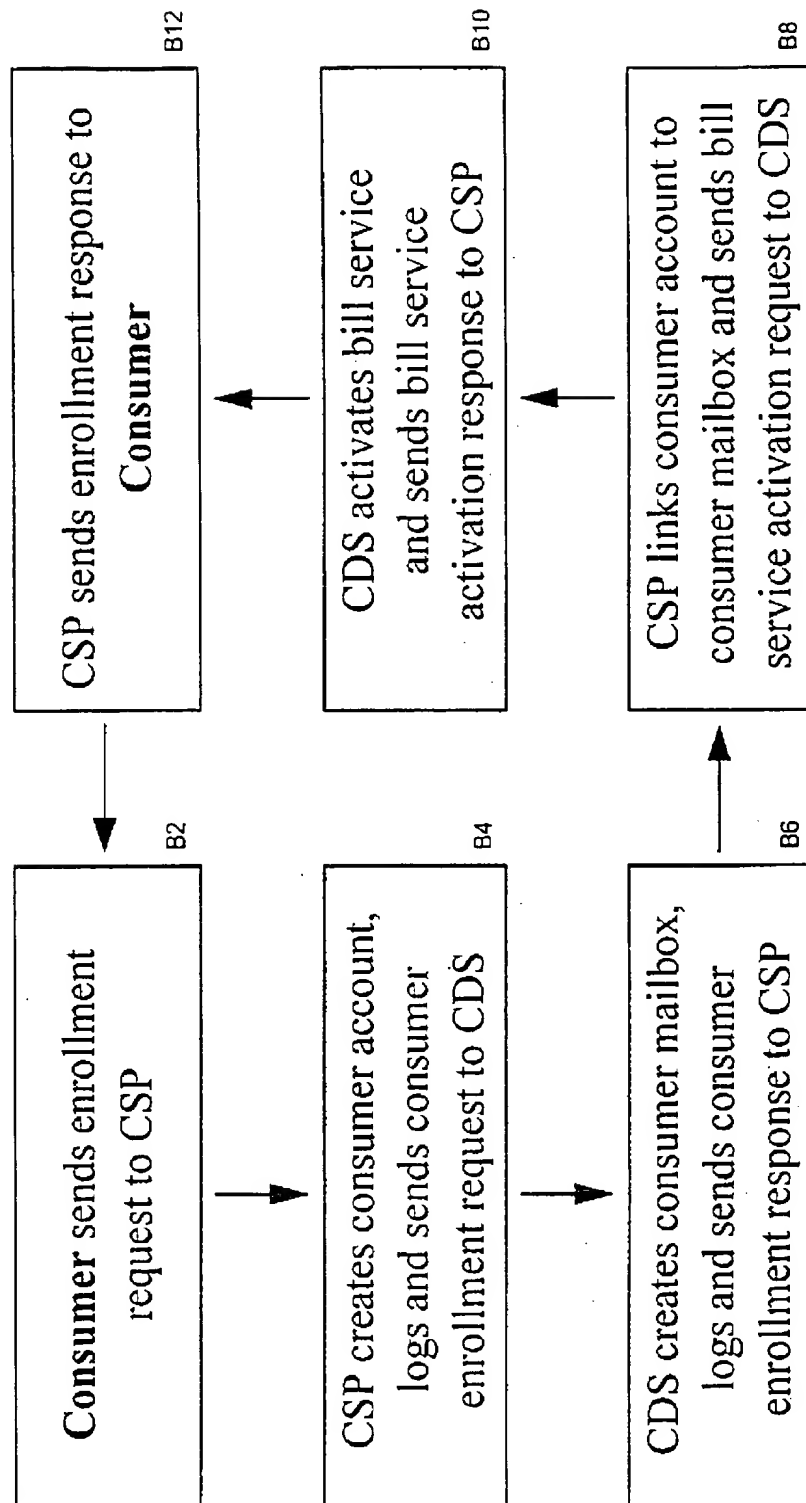 Consumer sends enrollment
request to CSP
B2
CSP creates consumer account,
logs and sends consumer
enrollment request to CDS
B4
CDS creates consumer mailbox,
logs and sends consumer
enrollment response to CSP
B6
CSP links consumer account to
consumer mailbox and sends bill
service activation request to CDS
B8
CDS activates bill service
and sends bill service
activation response to CSP
B10
CSP sends enrollment response to
Consumer
B12